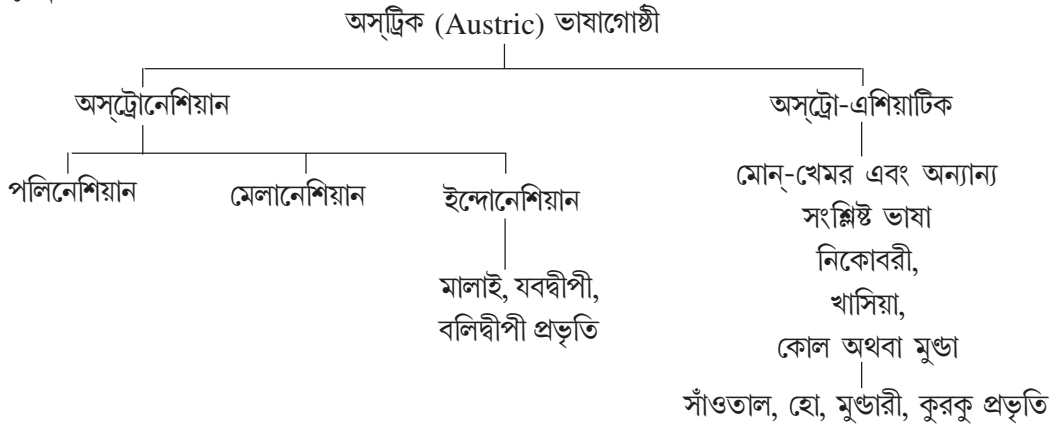 অস্‌ট্রিক (Austric) ভাষাগোষ্ঠী
অস্‌ট্রোনেশিয়ান
অস্‌ট্রো-এশিয়াটিক
পলিনেশিয়ান
মেলানেশিয়ান
ইন্দোনেশিয়ান
মালাই, যবদ্বীপী,
বলিদ্বীপী প্রভৃতি
মোন্‌-খেমর এবং অন্যান্য
সংশ্লিষ্ট ভাষা
নিকোবরী,
খাসিয়া,
কোল অথবা মুণ্ডা
সাঁওতাল, হো, মুণ্ডারী, কুরকু প্রভৃতি